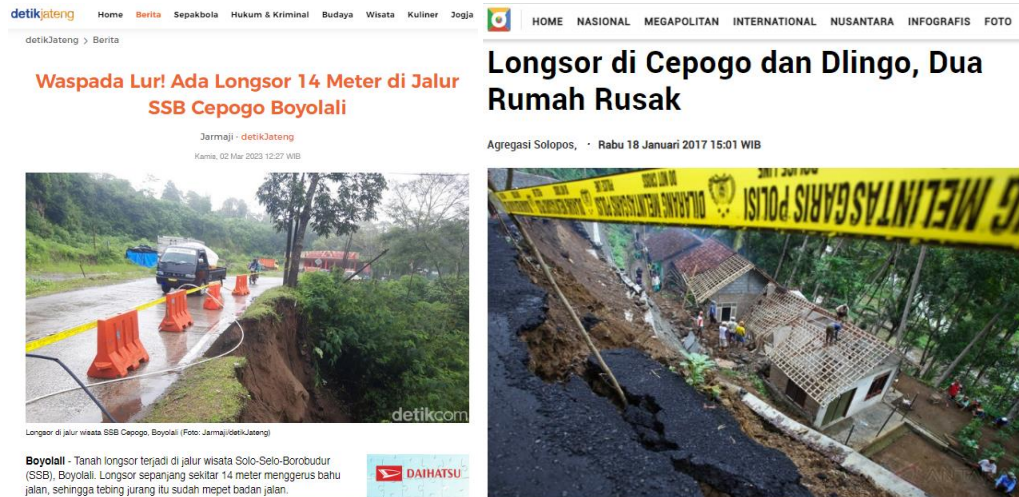 detikjateng
Home Berita Sepakbola Hukum & Kriminal Budaya Wisata Kuliner Jogja
detikJateng > Berita
Waspada Lur! Ada Longsor 14 Meter di Jalur
SSB Cepogo Boyolali
Jarmaji - detikJateng
Kamis, 02 Mar 2023 12:27 WIB
detikcom
Longsor di jalur wisata SSB Cepogo, Boyolali (Foto: Jarmaji/detikJateng)
Boyolali - Tanah longsor terjadi di jalur wisata Solo-Selo-Borobudur
(SSB), Boyolali. Longsor sepanjang sekitar 14 meter menggerus bahu
jalan, sehingga tebing jurang itu sudah mepet badan jalan.
DAIHATSU
HOME NASIONAL MEGAPOLITAN INTERNATIONAL NUSANTARA INFOGRAFIS FOTO
Longsor di Cepogo dan Dlingo, Dua
Rumah Rusak
Agregasi Solopos, · Rabu 18 Januari 2017 15:01 WIB
DILARANG MELINTAS GARIS POLISI